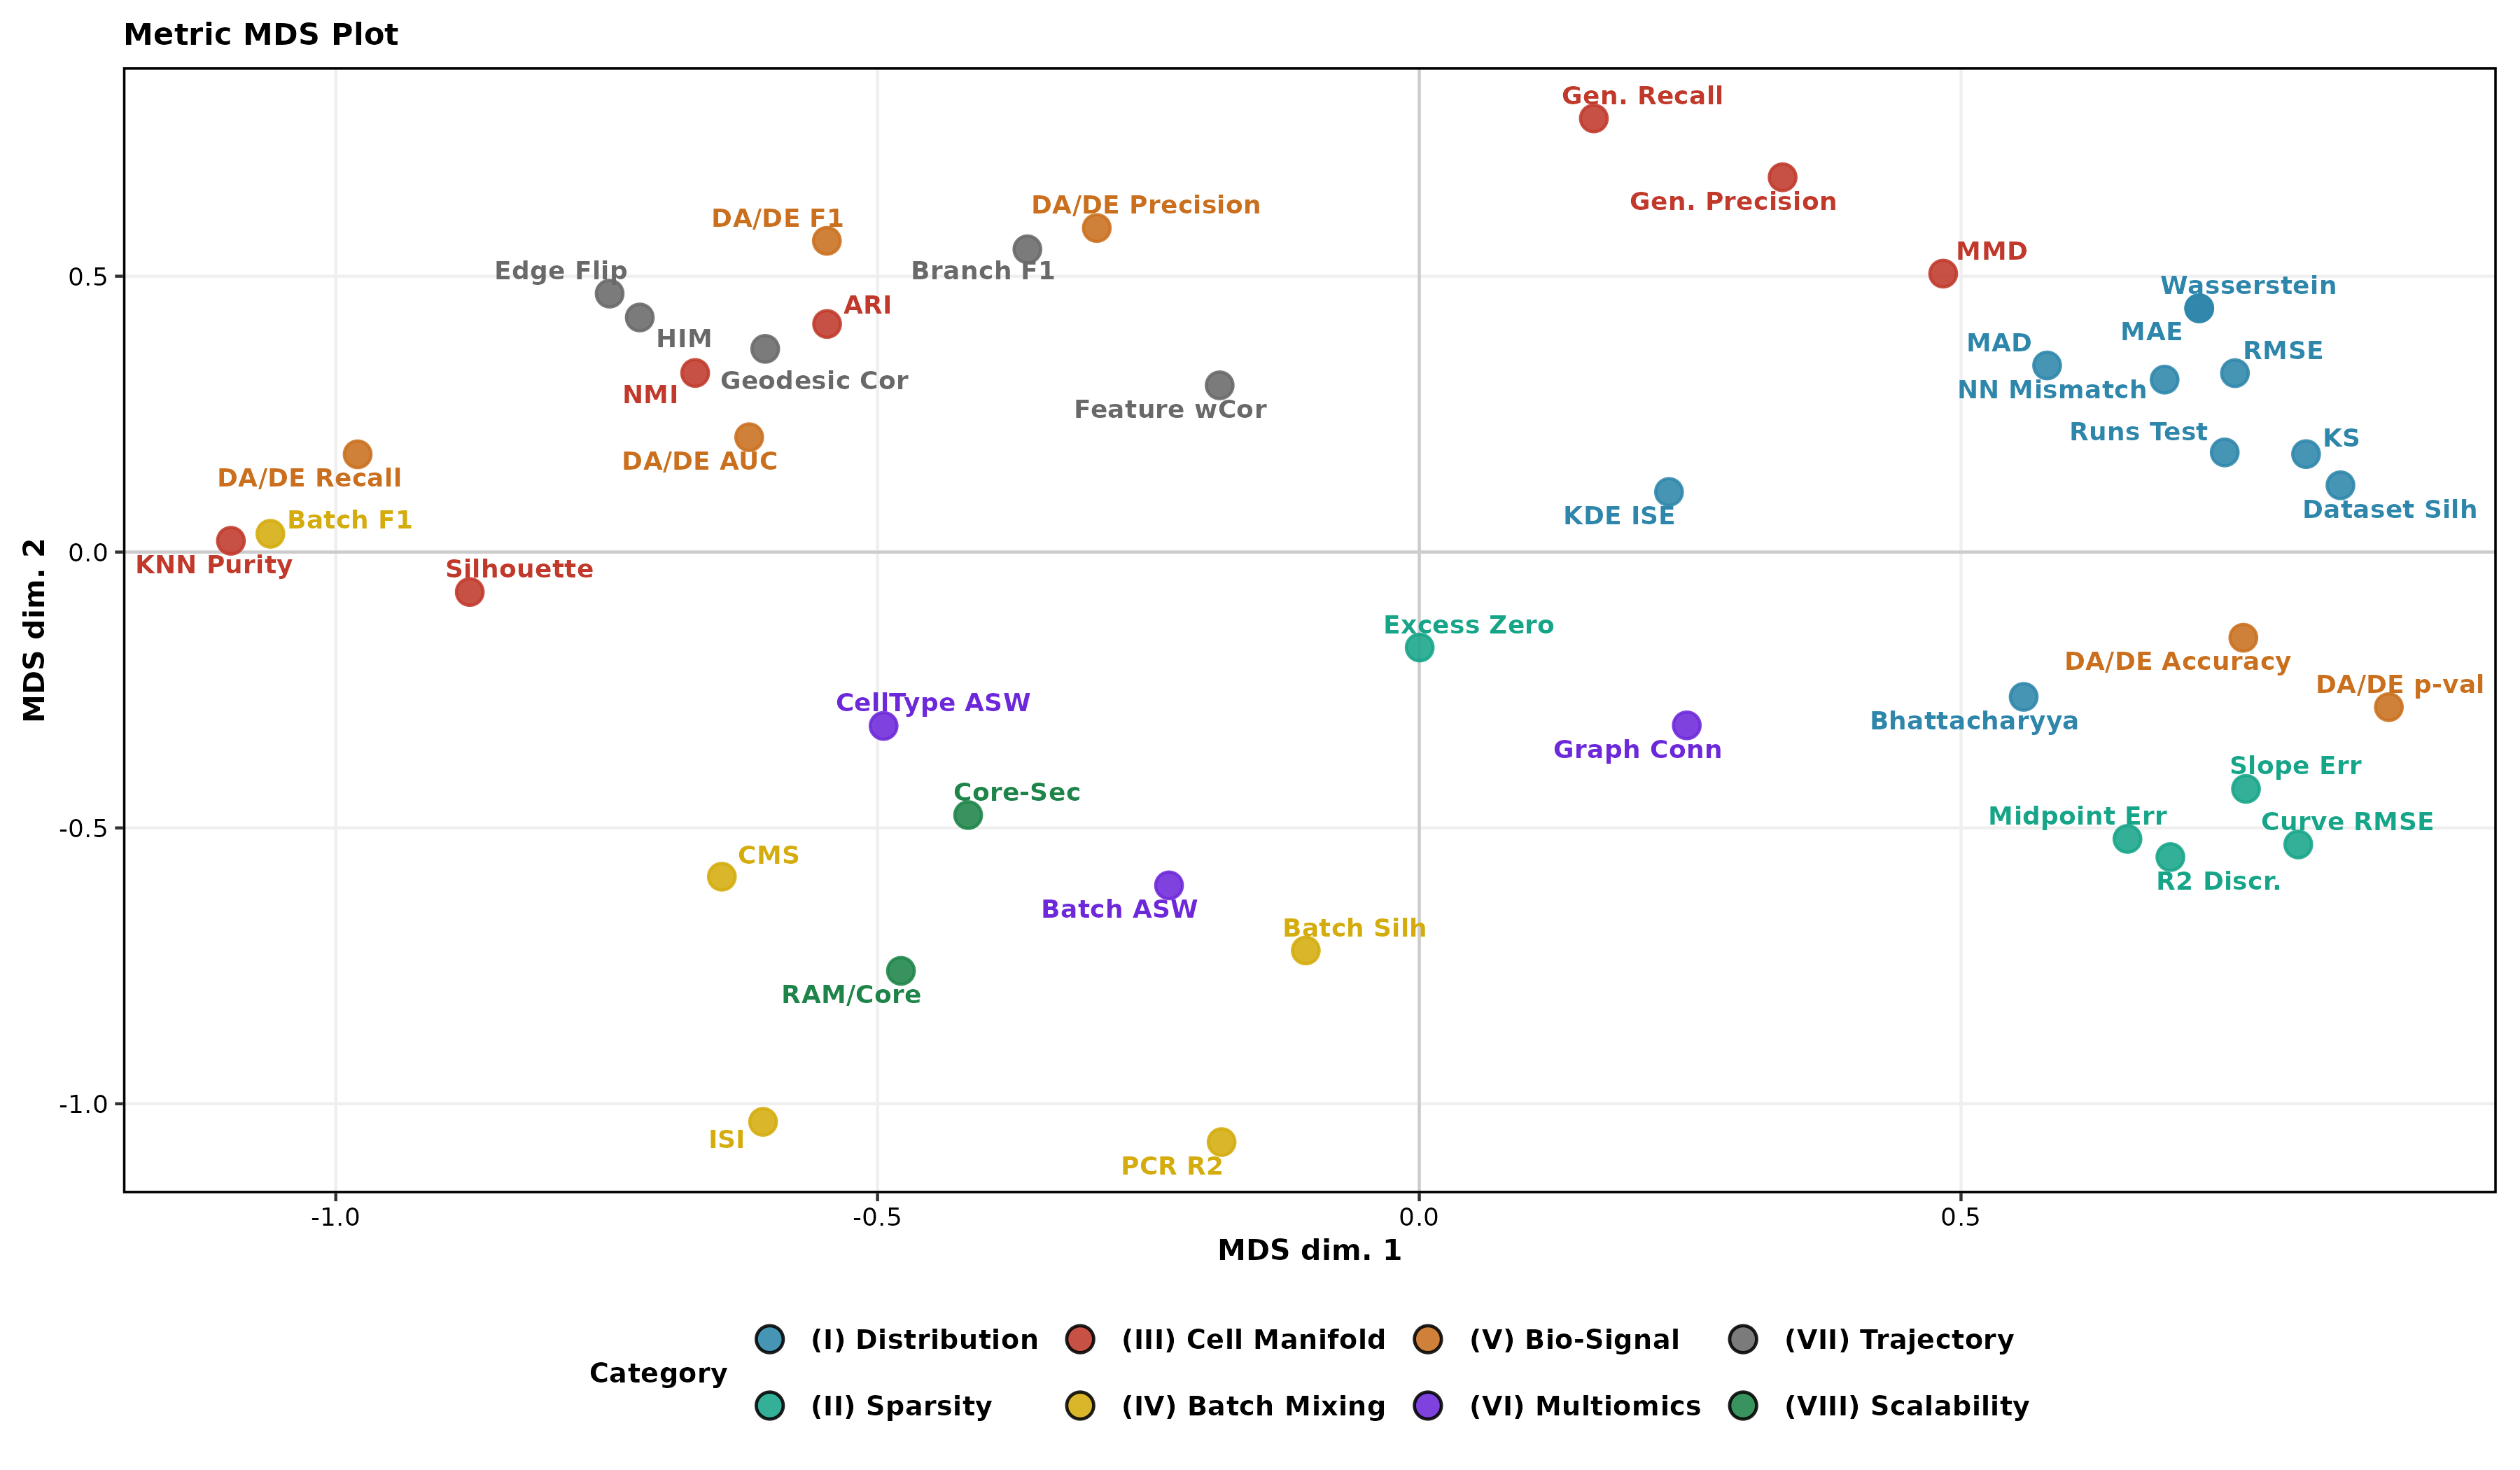 Metric MDS Plot
Gen. Recall
Gen. Precision
DA/DE Precision
DA/DE F1
MMD
Edge Flip
Branch F1
Wasserstein
ARI
MAE
HIM
MAD
RMSE
Geodesic Cor
NN Mismatch
NMI
Feature wCor
Runs Test
KS
DA/DE AUC
DA/DE Recall
Dataset Silh
KDE ISE
Batch F1
KNN Purity
Silhouette
Excess Zero
DA/DE Accuracy
DA/DE p-val
CellType ASW
Bhattacharyya
Graph Conn
Slope Err
Core-Sec
Midpoint Err
Curve RMSE
CMS
R2 Discr.
Batch ASW
Batch Silh
RAM/Core
ISI
PCR R2
0.5
0.0
-0.5
-1.0
MDS dim. 2
-1.0
-0.5
0.0
0.5
MDS dim. 1
Category
(I) Distribution
(III) Cell Manifold
(V) Bio-Signal
(VII) Trajectory
(II) Sparsity
(IV) Batch Mixing
(VI) Multiomics
(VIII) Scalability